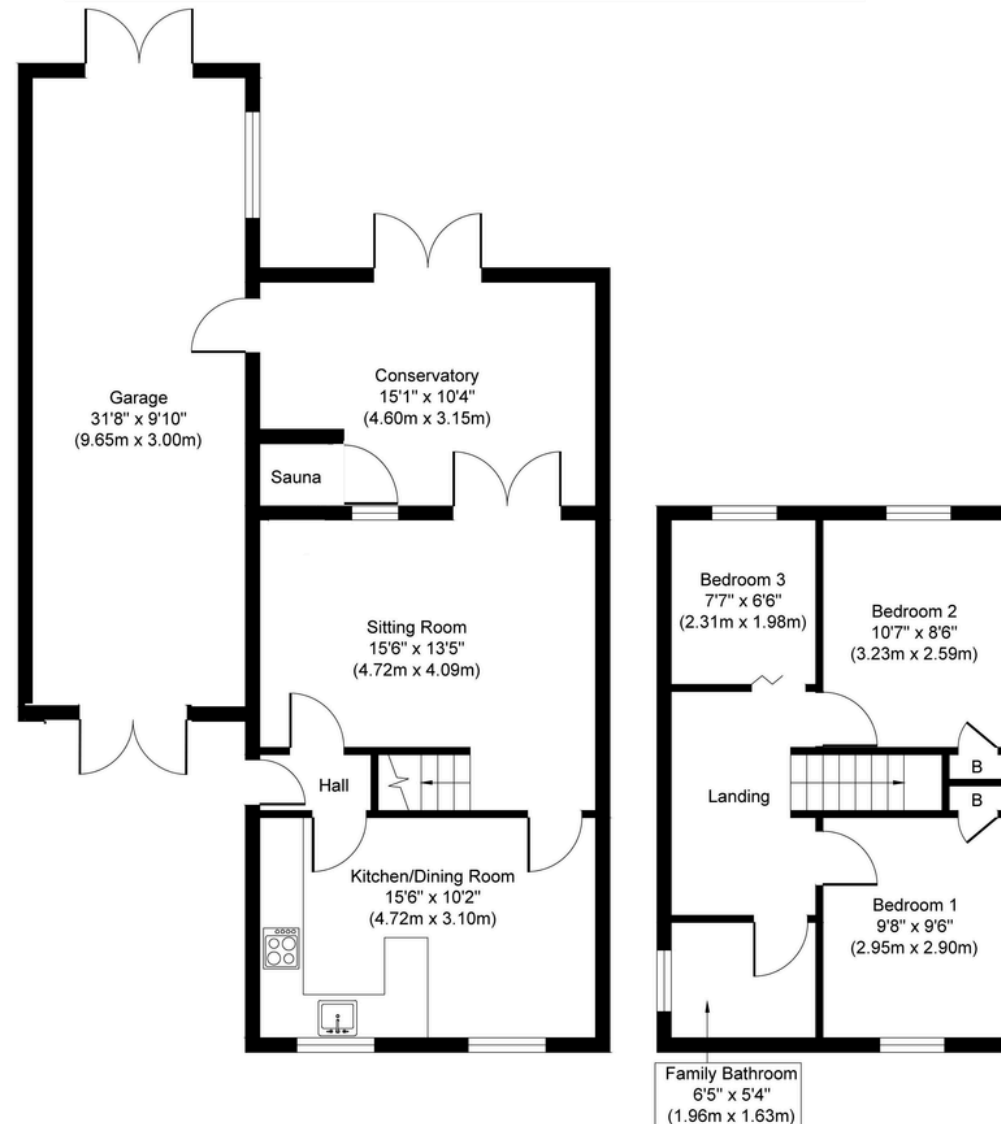 Garage
31'8" x 9'10"
(9.65m x 3.00m)
Conservatory
15'1" x 10'4"
(4.60m x 3.15m)
Sauna
Sitting Room
15'6" x 13'5"
(4.72m x 4.09m)
Hall
Kitchen/Dining Room
15'6" x 10'2"
(4.72m x 3.10m)
Bedroom 3
7'7" x 6'6"
(2.31m x 1.98m)
Bedroom 2
10'7" x 8'6"
(3.23m x 2.59m)
B
B
Landing
Bedroom 1
9'8" x 9'6"
(2.95m x 2.90m)
Family Bathroom
6'5" x 5'4"
(1.96m x 1.63m)